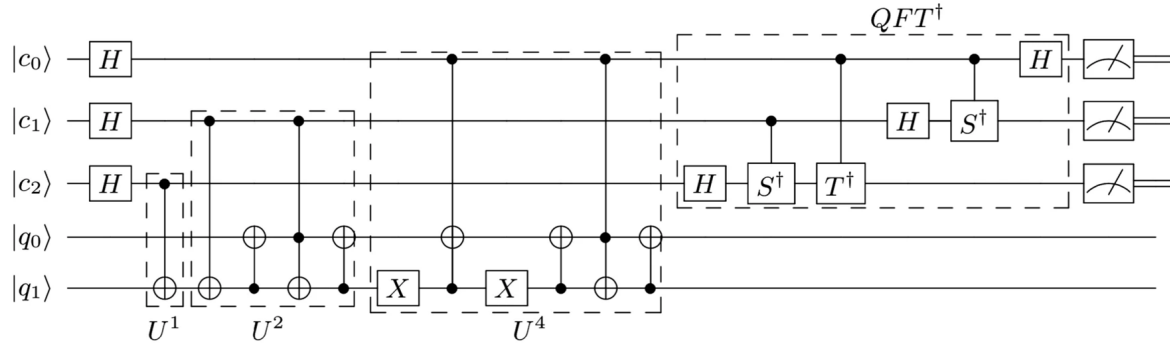 QFT†
|c₀⟩ H H
|c₁⟩ H H S†
|c₂⟩ H H S† T†
|q₀⟩
|q₁⟩ X X
U¹ U² U⁴